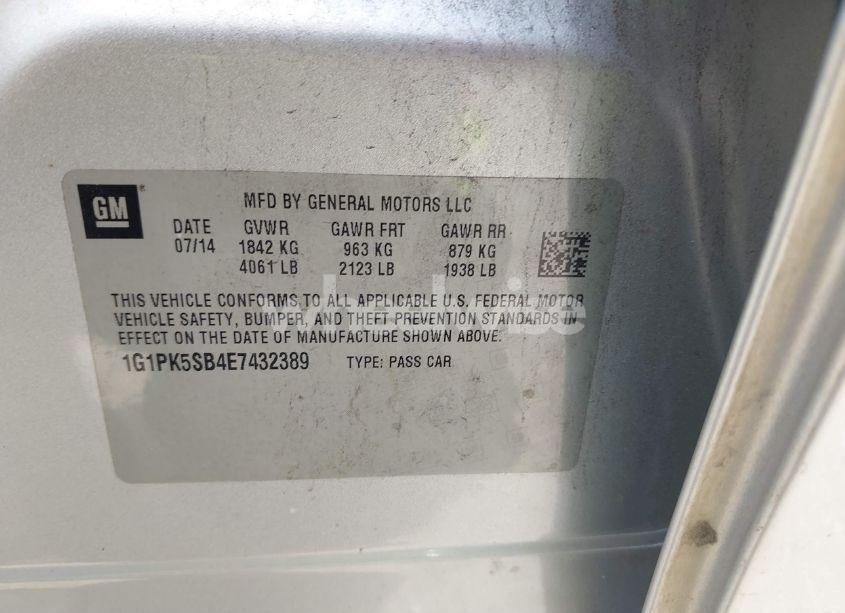 GM
MFD BY GENERAL MOTORS LLC
DATE GVWR GAWR FRT GAWR RR
07/14 1842 KG 963 KG 879 KG
4061 LB 2123 LB 1938 LB
THIS VEHICLE CONFORMS TO ALL APPLICABLE U.S. FEDERAL MOTOR
VEHICLE SAFETY, BUMPER, AND THEFT PREVENTION STANDARDS IN
EFFECT ON THE DATE OF MANUFACTURE SHOWN ABOVE.
1G1PK5SB4E7432389 TYPE: PASS CAR